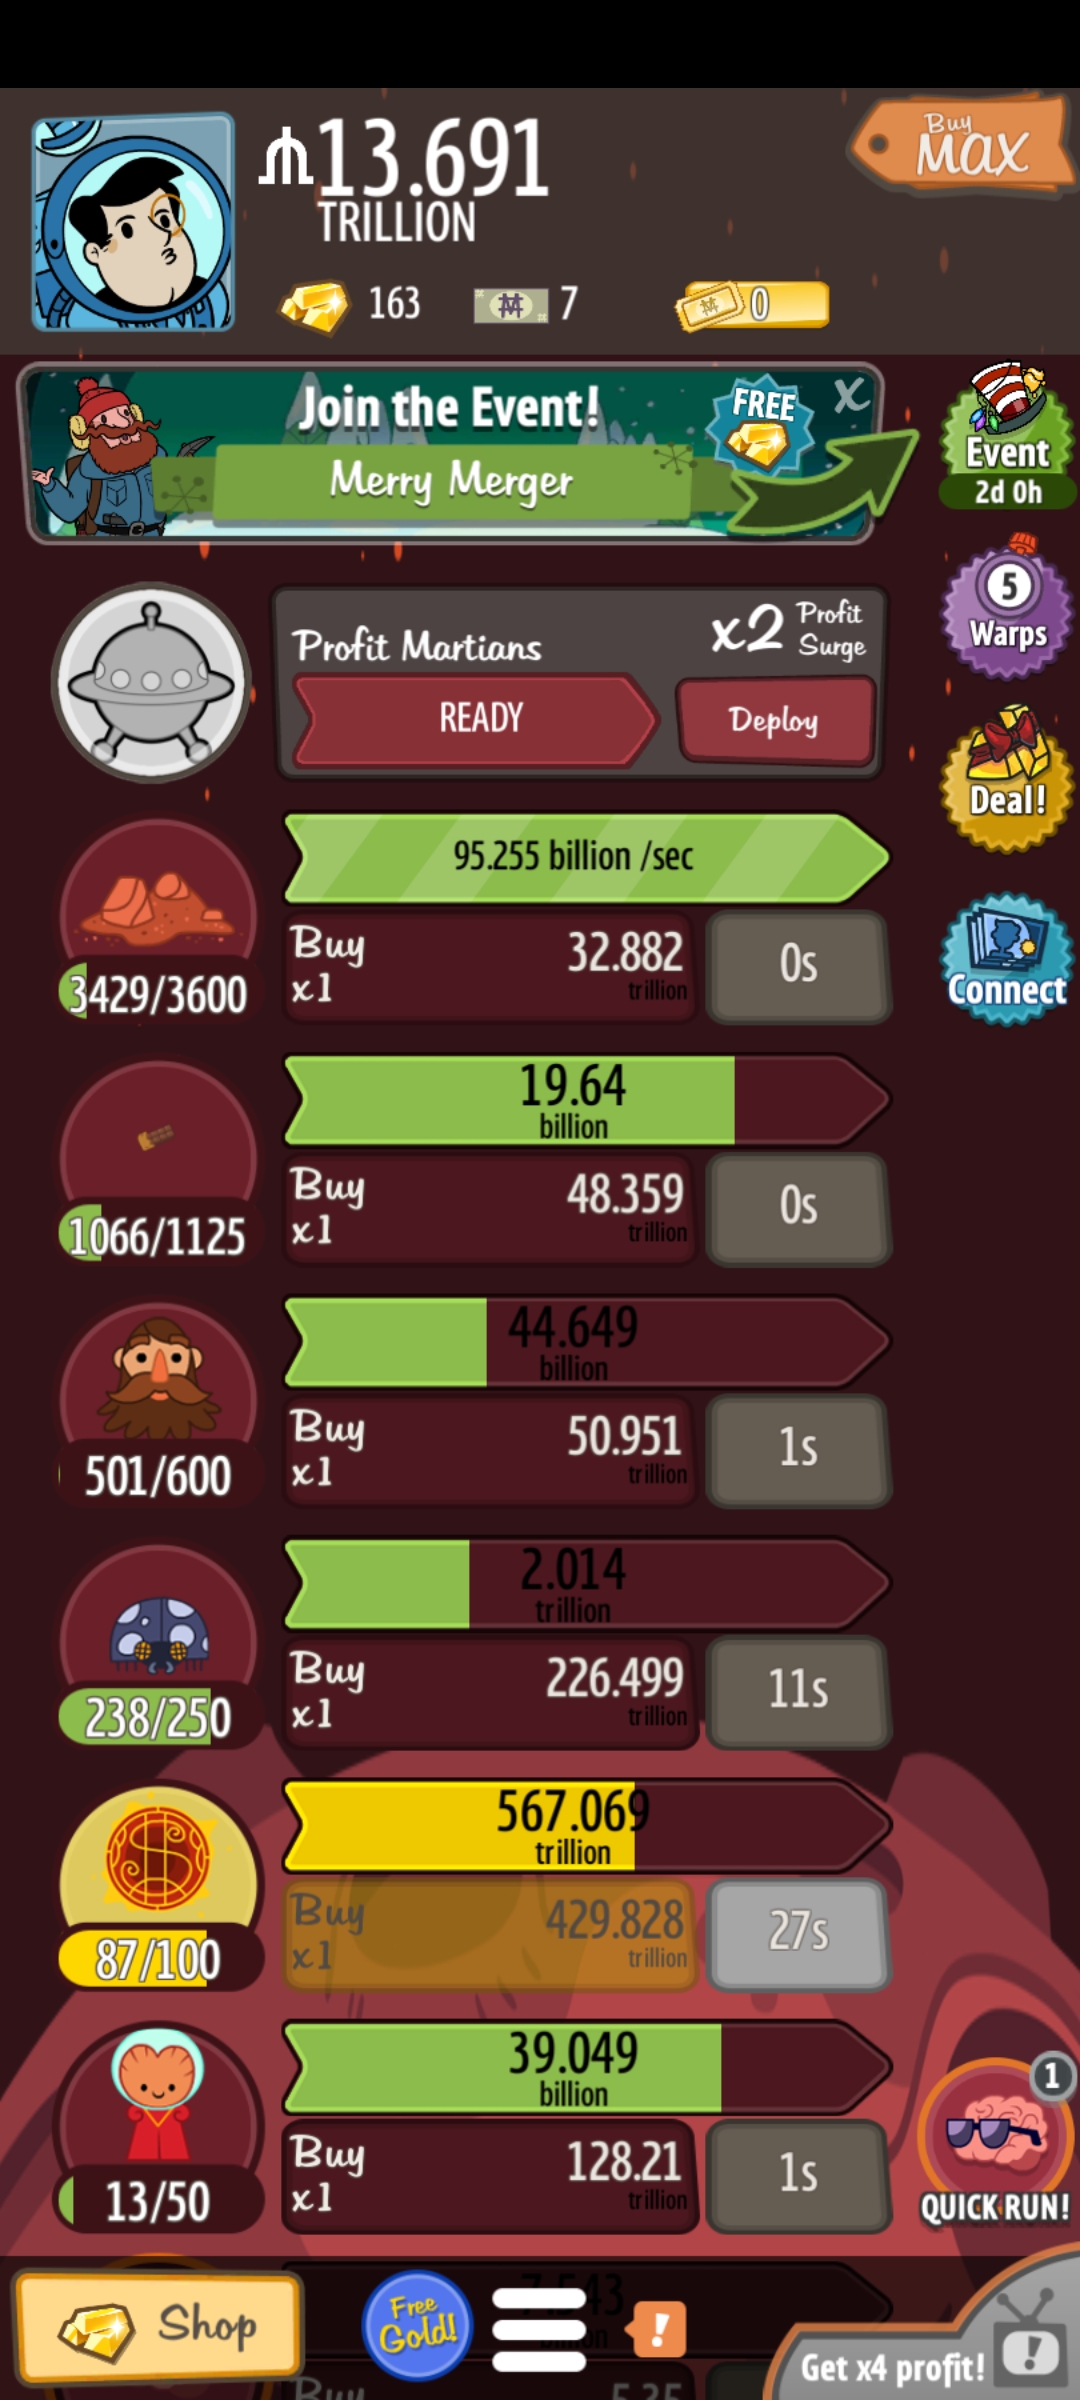 13.691
TRILLION
Buy
MAX
163
7
0
Join the Event!
Merry Merger
FREE
X
Event
2d 0h
5
Warps
Profit Martians
x2 Profit Surge
READY
Deploy
Deal!
95.255 billion /sec
Buy x1
32.882 trillion
0s
3429/3600
Connect
19.64
billion
Buy x1
48.359 trillion
0s
1066/1125
44.649
billion
Buy x1
50.951 trillion
1s
501/600
2.014
trillion
Buy x1
226.499 trillion
11s
238/250
567.069
trillion
Buy x1
429.828 trillion
27s
87/100
39.049
billion
Buy x1
128.21 trillion
1s
13/50
1
QUICK RUN!
Shop
Free Gold!
!
Get x4 profit!
!
Buy